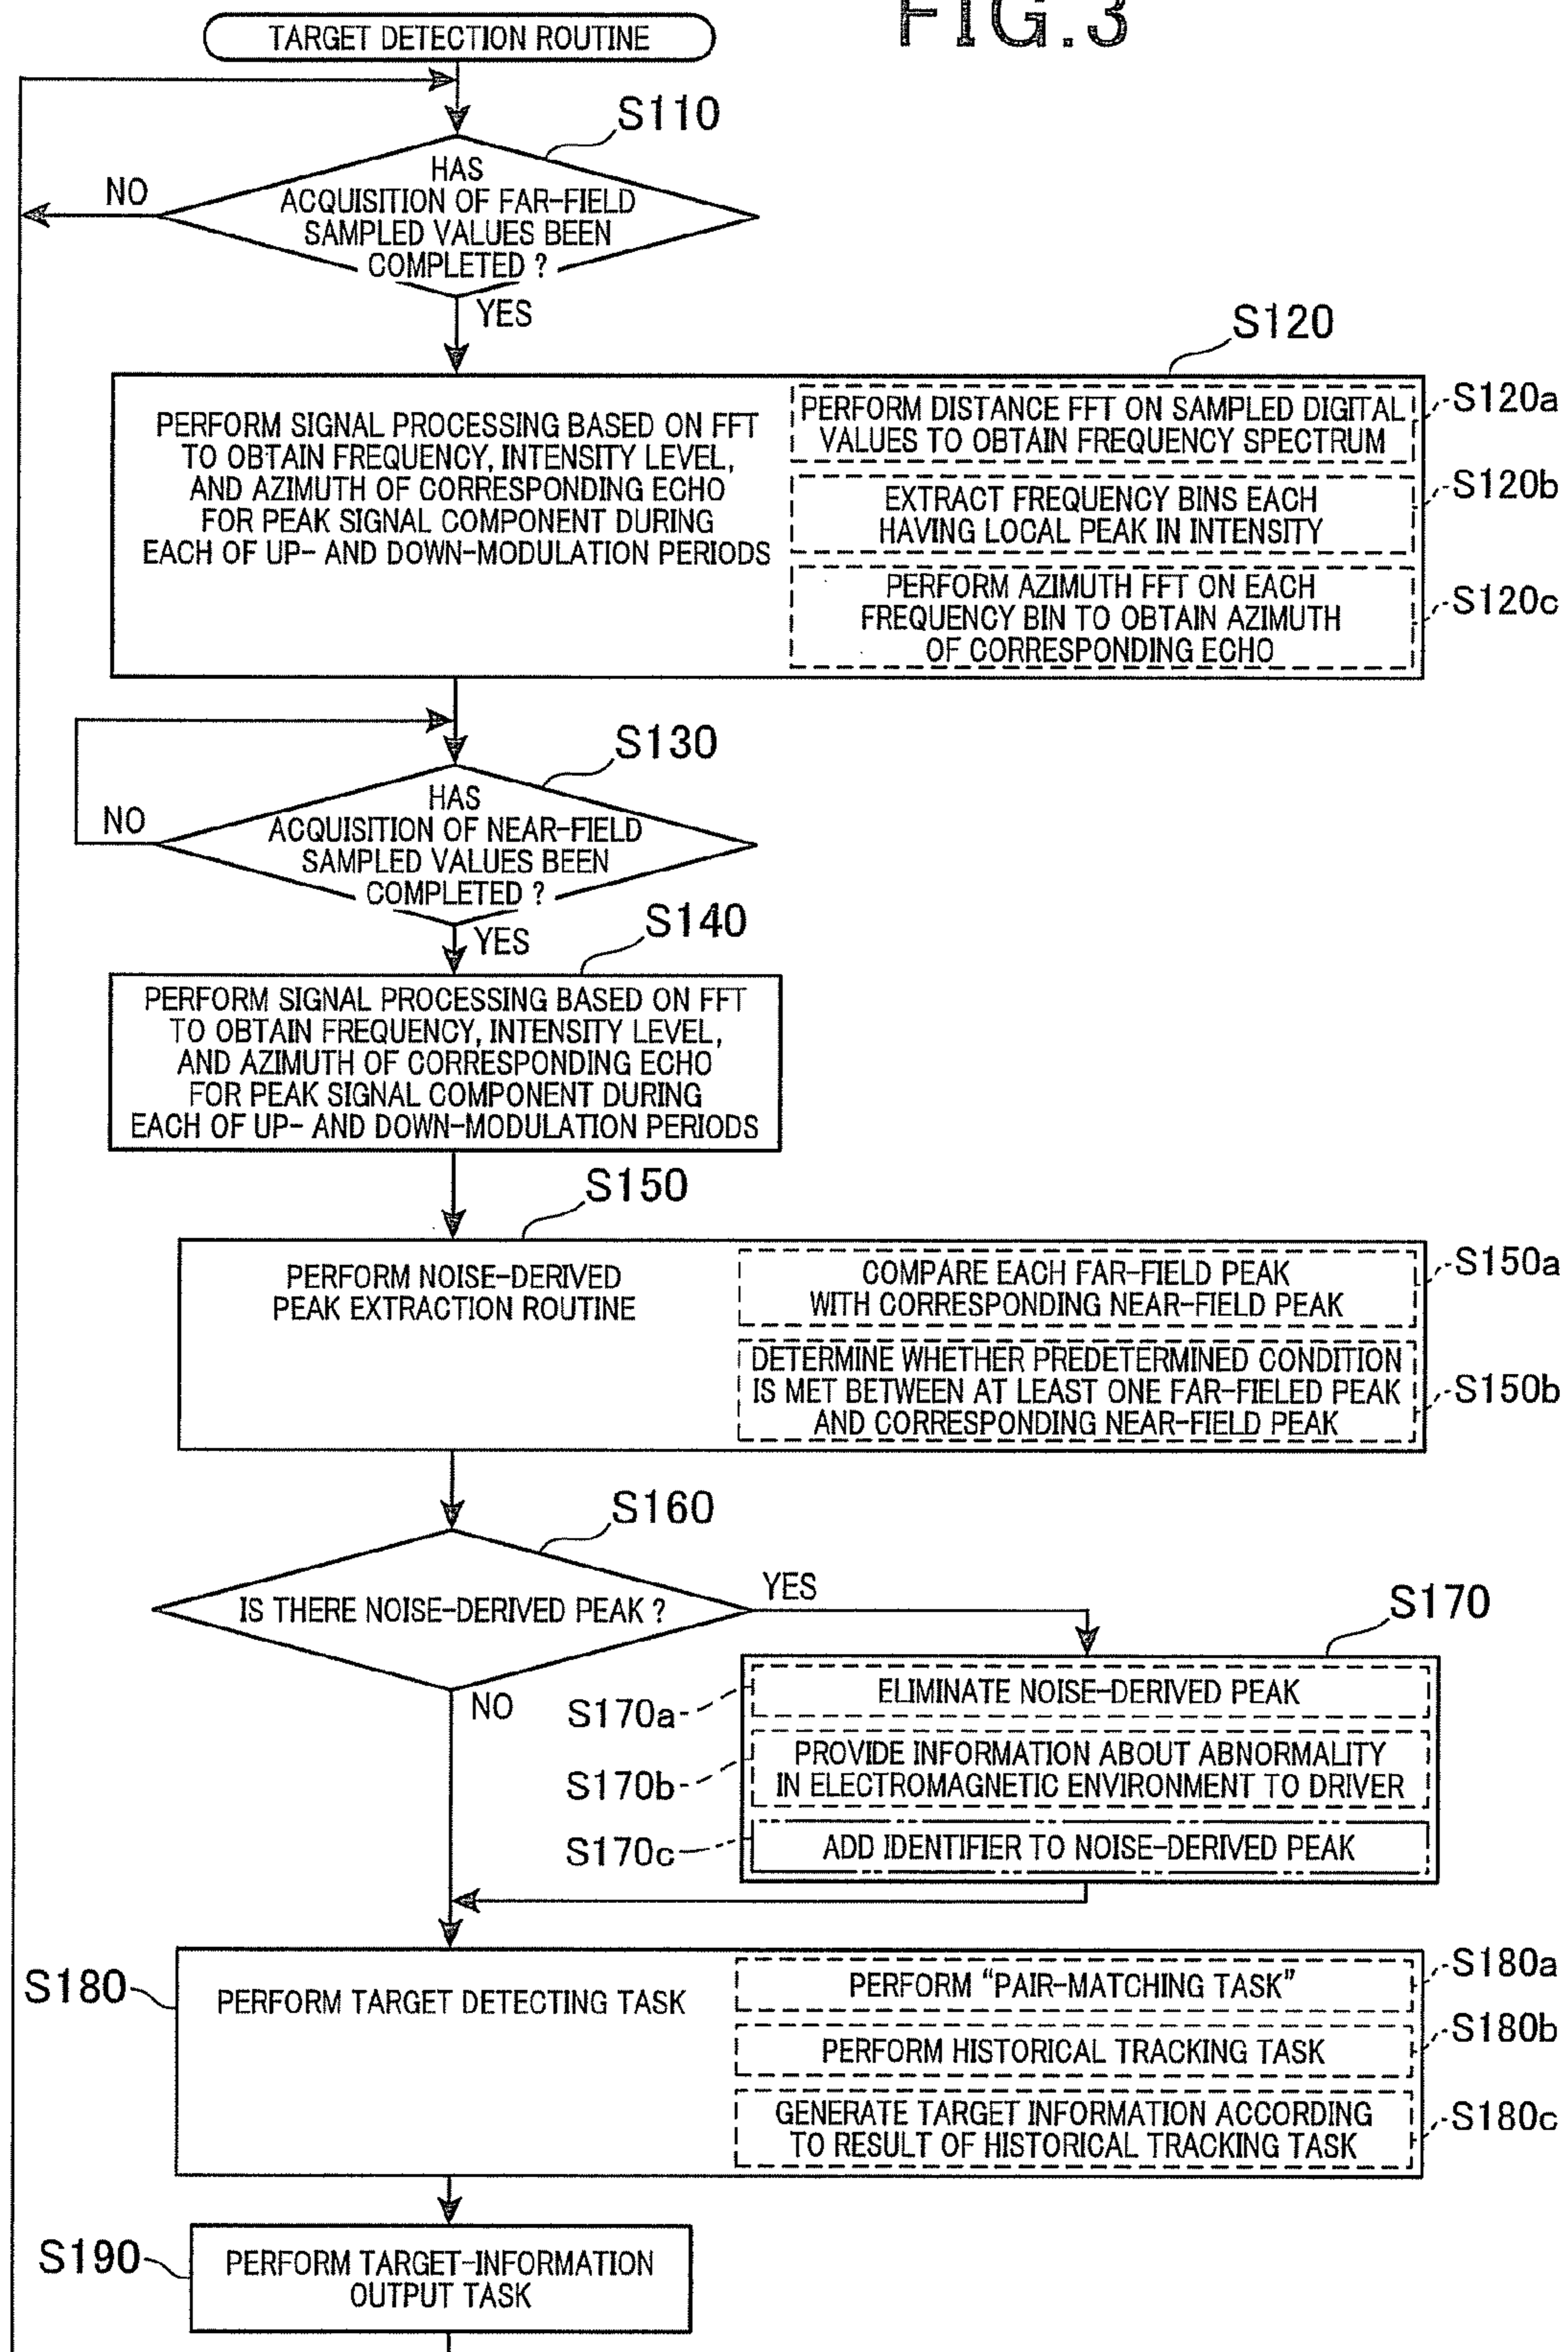 FIG.3
TARGET DETECTION ROUTINE
S110
HAS
ACQUISITION OF FAR-FIELD
SAMPLED VALUES BEEN
COMPLETED ?
NO
YES
S120
PERFORM SIGNAL PROCESSING BASED ON FFT
TO OBTAIN FREQUENCY, INTENSITY LEVEL,
AND AZIMUTH OF CORRESPONDING ECHO
FOR PEAK SIGNAL COMPONENT DURING
EACH OF UP- AND DOWN-MODULATION PERIODS
PERFORM DISTANCE FFT ON SAMPLED DIGITAL
VALUES TO OBTAIN FREQUENCY SPECTRUM
S120a
EXTRACT FREQUENCY BINS EACH
HAVING LOCAL PEAK IN INTENSITY
S120b
PERFORM AZIMUTH FFT ON EACH
FREQUENCY BIN TO OBTAIN AZIMUTH
OF CORRESPONDING ECHO
S120c
S130
HAS
ACQUISITION OF NEAR-FIELD
SAMPLED VALUES BEEN
COMPLETED ?
NO
YES
S140
PERFORM SIGNAL PROCESSING BASED ON FFT
TO OBTAIN FREQUENCY, INTENSITY LEVEL,
AND AZIMUTH OF CORRESPONDING ECHO
FOR PEAK SIGNAL COMPONENT DURING
EACH OF UP- AND DOWN-MODULATION PERIODS
S150
PERFORM NOISE-DERIVED
PEAK EXTRACTION ROUTINE
COMPARE EACH FAR-FIELD PEAK
WITH CORRESPONDING NEAR-FIELD PEAK
S150a
DETERMINE WHETHER PREDETERMINED CONDITION
IS MET BETWEEN AT LEAST ONE FAR-FIELED PEAK
AND CORRESPONDING NEAR-FIELD PEAK
S150b
S160
IS THERE NOISE-DERIVED PEAK ?
YES
NO
S170
S170a
ELIMINATE NOISE-DERIVED PEAK
S170b
PROVIDE INFORMATION ABOUT ABNORMALITY
IN ELECTROMAGNETIC ENVIRONMENT TO DRIVER
S170c
ADD IDENTIFIER TO NOISE-DERIVED PEAK
S180
PERFORM TARGET DETECTING TASK
PERFORM “PAIR-MATCHING TASK”
S180a
PERFORM HISTORICAL TRACKING TASK
S180b
GENERATE TARGET INFORMATION ACCORDING
TO RESULT OF HISTORICAL TRACKING TASK
S180c
S190
PERFORM TARGET-INFORMATION
OUTPUT TASK